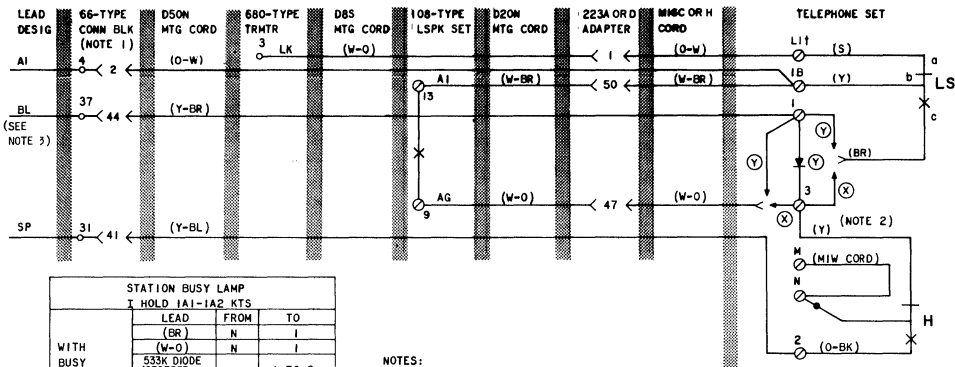 LEAD DESIG
66-TYPE CONN BLK (NOTE 1)
D50N MTG CORD
680-TYPE TRMTR
D8S MTG CORD
108-TYPE LSPK SET
D20N MTG CORD
223A OR D ADAPTER
M16C OR H CORD
TELEPHONE SET
3 LK (W-O) 1 (O-W) L1† (S) a
A1 4 2 (O-W) 1B b LS
A1 13 (W-BR) 50 (W-BR) (Y)
BL 37 44 (Y-BR) 1 c
(SEE NOTE 3)
Y Y Y (BR)
X
AG 9 (W-O) 47 (W-O) X 3
(Y) (NOTE 2)
SP 31 41 (Y-BL)
M (MIW CORD)
N
H
2 (O-BK)
STATION BUSY LAMP
I HOLD 1A1-1A2 KTS
LEAD FROM TO
(BR) N 1
WITH BUSY
(W-O) N 1
533K DIODE
NOTES: